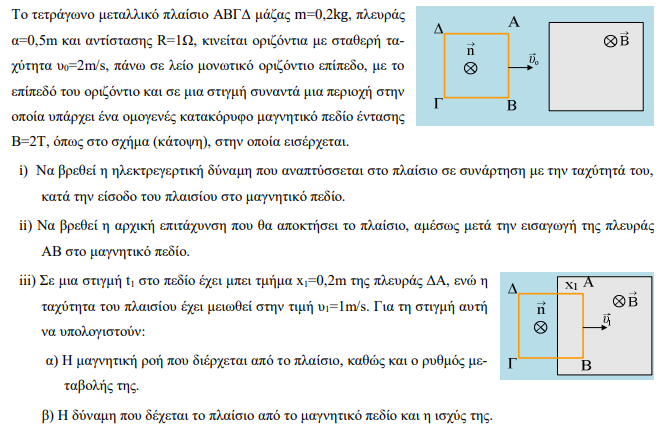 Το τετράγωνο μεταλλικό πλαίσιο ΑΒΓΔ μάζας m=0,2kg, πλευράς
α=0,5m και αντίστασης R=1Ω, κινείται οριζόντια με σταθερή τα-
χύτητα υ₀=2m/s, πάνω σε λείο μονωτικό οριζόντιο επίπεδο, με το
επίπεδό του οριζόντιο και σε μια στιγμή συναντά μια περιοχή στην
οποία υπάρχει ένα ομογενές κατακόρυφο μαγνητικό πεδίο έντασης
Β=2Τ, όπως στο σχήμα (κάτοψη), στην οποία εισέρχεται.
Δ Α
n⃗ ⊗ υ⃗₀ ⊗B⃗
Γ Β
i) Να βρεθεί η ηλεκτρεγερτική δύναμη που αναπτύσσεται στο πλαίσιο σε συνάρτηση με την ταχύτητά του,
κατά την είσοδο του πλαισίου στο μαγνητικό πεδίο.
ii) Να βρεθεί η αρχική επιτάχυνση που θα αποκτήσει το πλαίσιο, αμέσως μετά την εισαγωγή της πλευράς
ΑΒ στο μαγνητικό πεδίο.
iii) Σε μια στιγμή t₁ στο πεδίο έχει μπει τμήμα x₁=0,2m της πλευράς ΔΑ, ενώ η
ταχύτητα του πλαισίου έχει μειωθεί στην τιμή υ₁=1m/s. Για τη στιγμή αυτή
να υπολογιστούν:
α) Η μαγνητική ροή που διέρχεται από το πλαίσιο, καθώς και ο ρυθμός με-
ταβολής της.
β) Η δύναμη που δέχεται το πλαίσιο από το μαγνητικό πεδίο και η ισχύς της.
Δ x₁ Α
n⃗ ⊗ υ⃗₁ ⊗B⃗
Γ Β